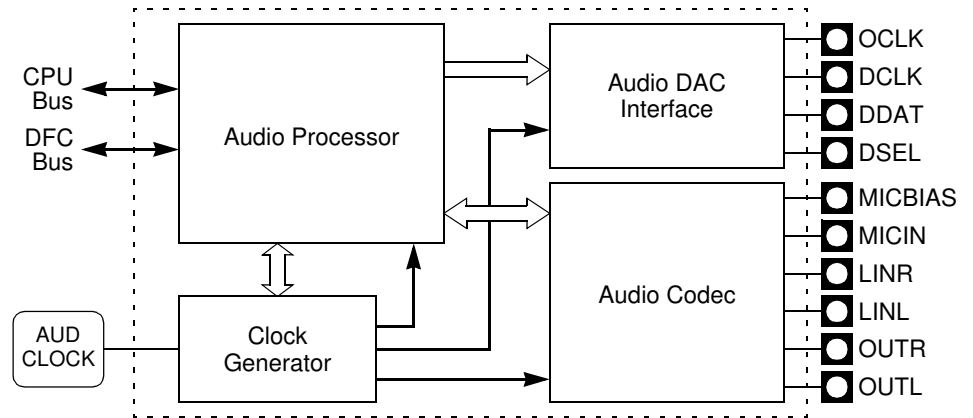 CPU
Bus
DFC
Bus
Audio Processor
Audio DAC
Interface
OCLK
DCLK
DDAT
DSEL
MICBIAS
MICIN
LINR
LINL
OUTR
OUTL
Audio Codec
AUD
CLOCK
Clock
Generator